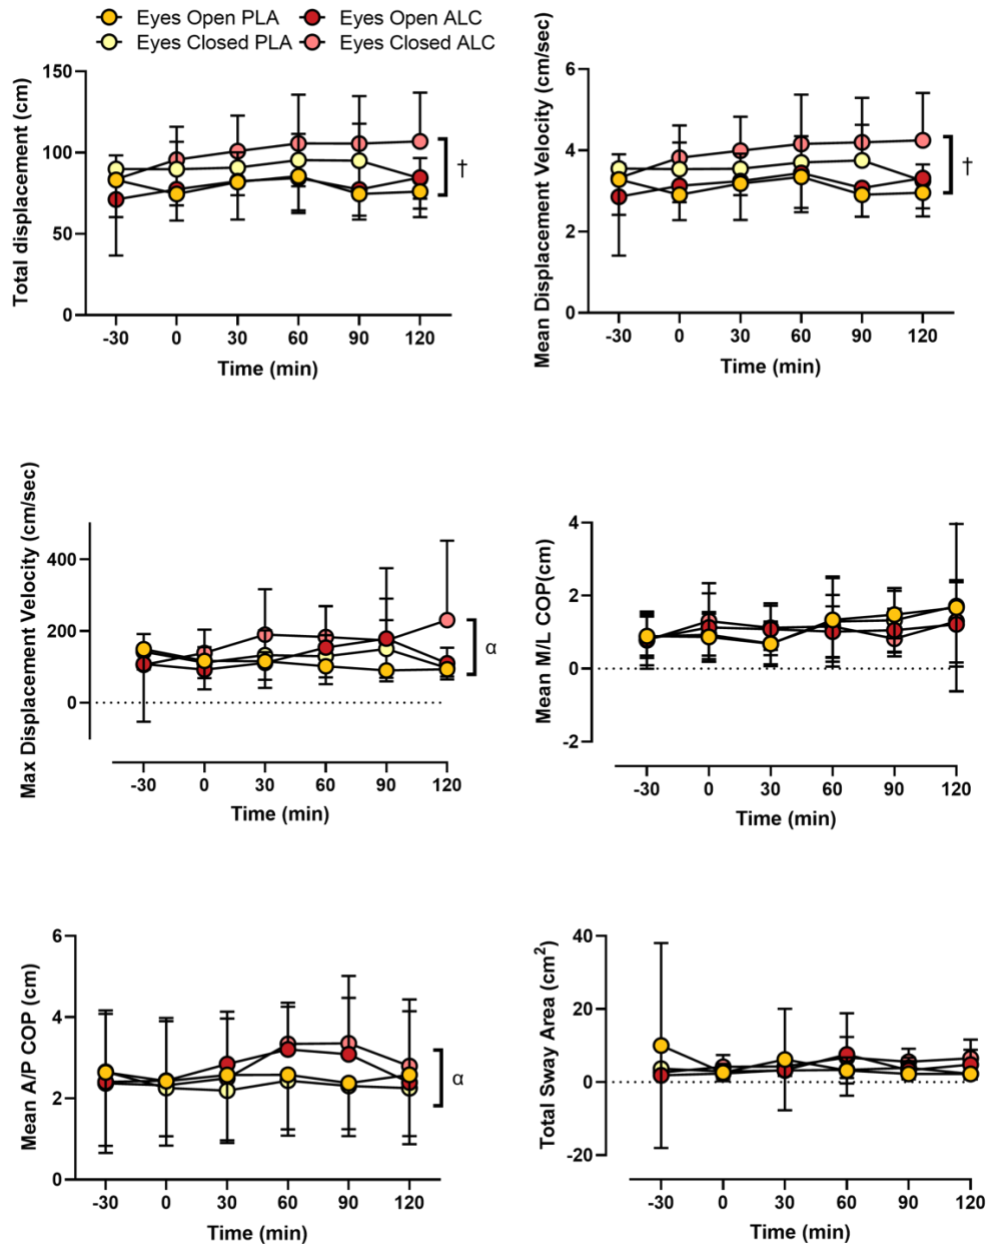 Eyes Open PLA Eyes Open ALC
Eyes Closed PLA Eyes Closed ALC
Total displacement (cm)
150
100
50
0
†
-30 0 30 60 90 120
Time (min)
Mean Displacement Velocity (cm/sec)
6
4
2
0
†
-30 0 30 60 90 120
Time (min)
Max Displacement Velocity (cm/sec)
400
200
0
α
-30 0 30 60 90 120
Time (min)
Mean M/L COP(cm)
4
2
0
-2
-30 0 30 60 90 120
Time (min)
Mean A/P COP (cm)
6
4
2
0
α
-30 0 30 60 90 120
Time (min)
Total Sway Area (cm²)
40
20
0
-20
-30 0 30 60 90 120
Time (min)